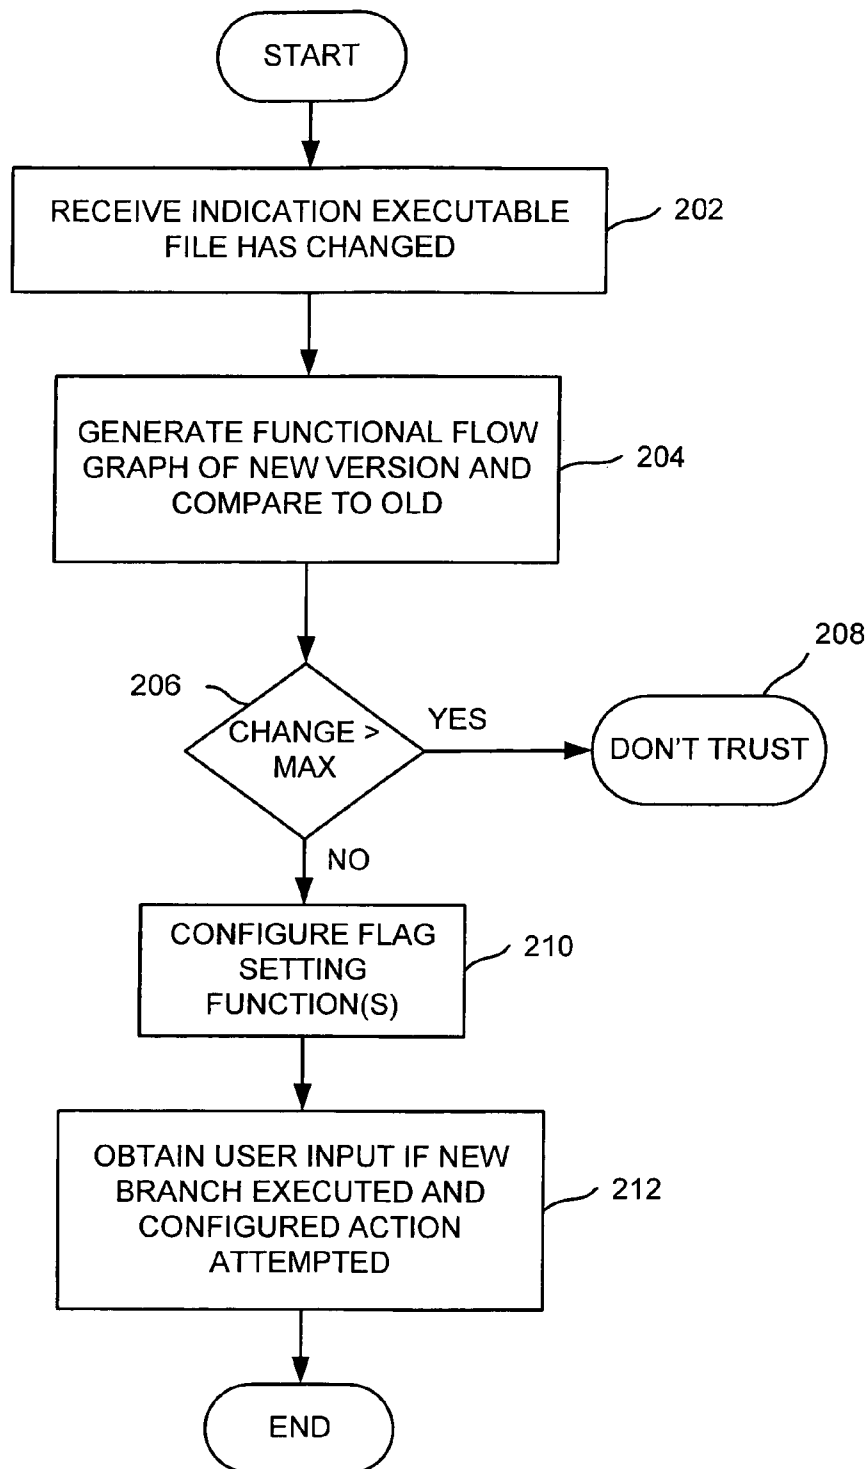 START
RECEIVE INDICATION EXECUTABLE
FILE HAS CHANGED
202
GENERATE FUNCTIONAL FLOW
GRAPH OF NEW VERSION AND
COMPARE TO OLD
204
206
CHANGE >
MAX
YES
208
DON'T TRUST
NO
CONFIGURE FLAG
SETTING
FUNCTION(S)
210
OBTAIN USER INPUT IF NEW
BRANCH EXECUTED AND
CONFIGURED ACTION
ATTEMPTED
212
END